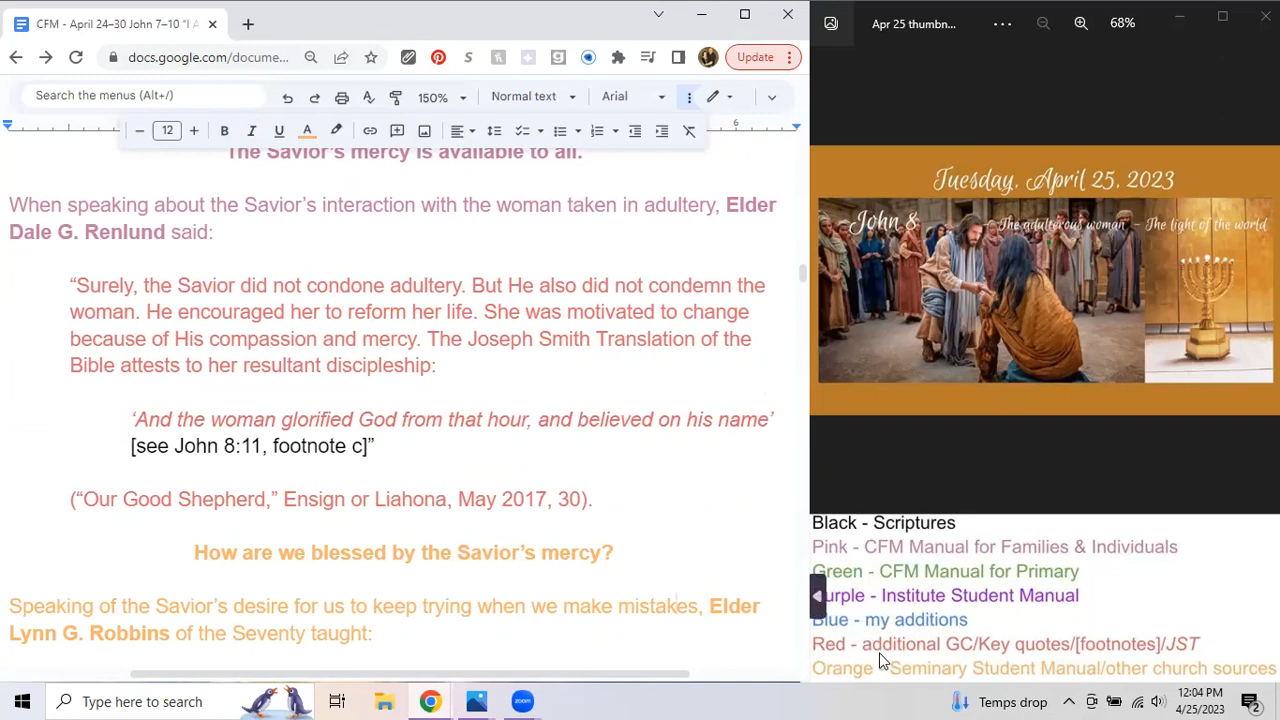 CFM - April 24–30 John 7–10 "I A
docs.google.com/docume...
Update
Apr 25 thumbn...
68%
Search the menus (Alt+/)
150%
Normal text
Arial
12
B
I
U
A
6
The Savior's mercy is available to all.
When speaking about the Savior's interaction with the woman taken in adultery, Elder
Dale G. Renlund said:
“Surely, the Savior did not condone adultery. But He also did not condemn the
woman. He encouraged her to reform her life. She was motivated to change
because of His compassion and mercy. The Joseph Smith Translation of the
Bible attests to her resultant discipleship:
‘And the woman glorified God from that hour, and believed on his name’
[see John 8:11, footnote c]”
(“Our Good Shepherd,” Ensign or Liahona, May 2017, 30).
How are we blessed by the Savior's mercy?
Speaking of the Savior's desire for us to keep trying when we make mistakes, Elder
Lynn G. Robbins of the Seventy taught:
Tuesday, April 25, 2023
John 8
- The adulterous woman - The light of the world
Black - Scriptures
Pink - CFM Manual for Families & Individuals
Green - CFM Manual for Primary
urple - Institute Student Manual
Blue - my additions
Red - additional GC/Key quotes/[footnotes]/JST
Orange - Seminary Student Manual/other church sources
Type here to search
zoom
Temps drop
12:04 PM
4/25/2023
2